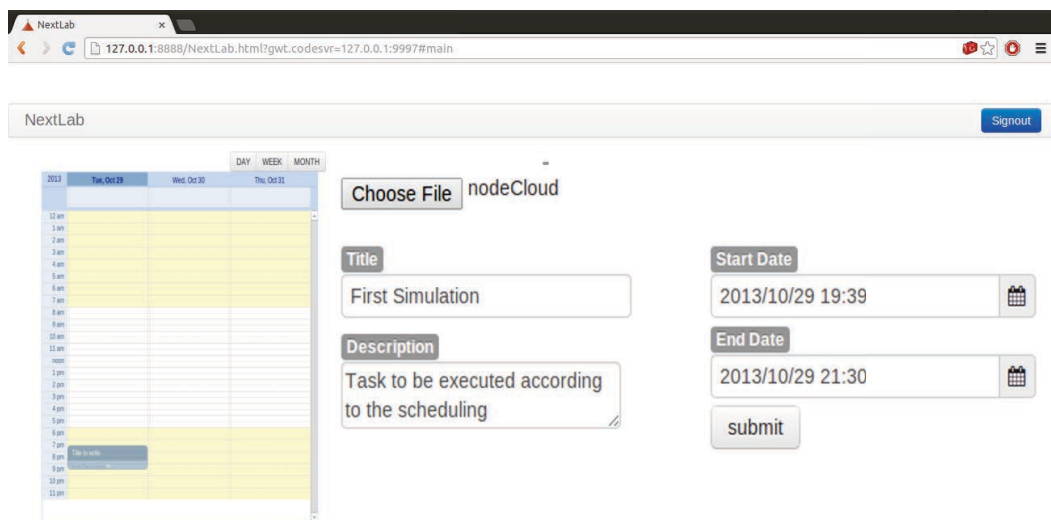 NextLab
127.0.0.1:8888/NextLab.html?gwt.codesvr=127.0.0.1:9997#main
NextLab
Signout
DAY WEEK MONTH
2013 Tue, Oct 29 Wed, Oct 30 Thu, Oct 31
12 am
1 am
2 am
3 am
4 am
5 am
6 am
7 am
8 am
9 am
10 am
11 am
noon
1 pm
2 pm
3 pm
4 pm
5 pm
6 pm
7 pm
8 pm
9 pm
10 pm
11 pm
Choose File nodeCloud
Title
First Simulation
Description
Task to be executed according
to the scheduling
Start Date
2013/10/29 19:39
End Date
2013/10/29 21:30
submit